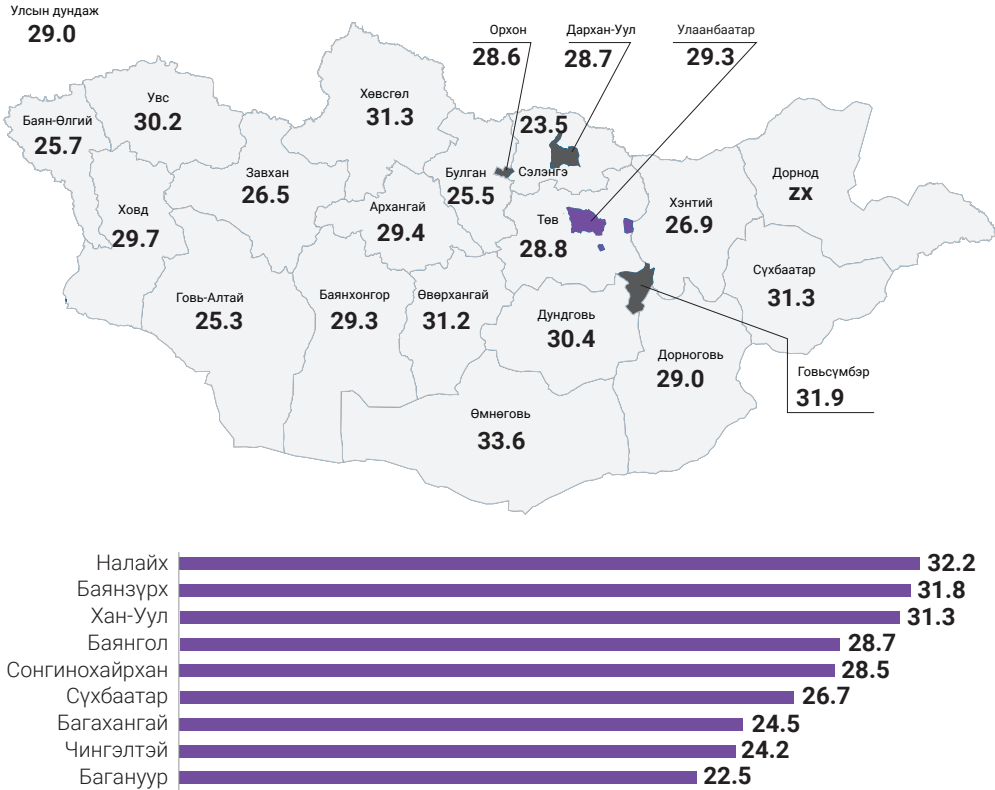 Улсын дундаж
29.0
Орхон
28.6
Дархан-Уул
28.7
Улаанбаатар
29.3
Увс
30.2
Хөвсгөл
31.3
Баян-Өлгий
25.7
23.5
Сэлэнгэ
Завхан
26.5
Булган
25.5
Дорнод
zx
Ховд
29.7
Архангай
29.4
Төв
28.8
Хэнтий
26.9
Сүхбаатар
31.3
Говь-Алтай
25.3
Баянхонгор
29.3
Өвөрхангай
31.2
Дундговь
30.4
Дорноговь
29.0
Говьсүмбэр
31.9
Өмнөговь
33.6
Налайх 32.2
Баянзүрх 31.8
Хан-Уул 31.3
Баянгол 28.7
Сонгинохайрхан 28.5
Сүхбаатар 26.7
Багахангай 24.5
Чингэлтэй 24.2
Багануур 22.5